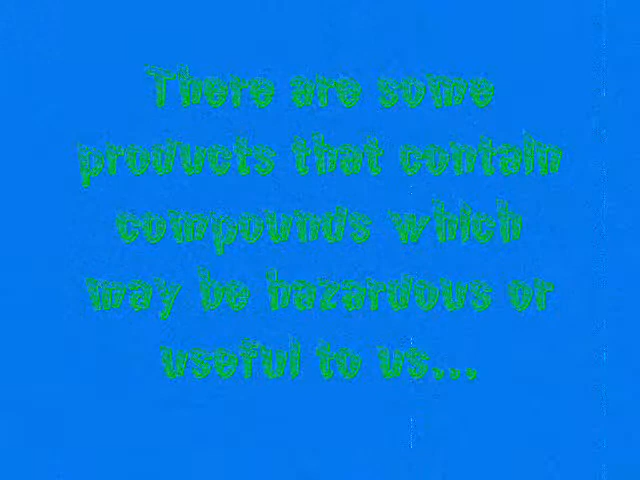 There are some
products that contain
compounds which
may be hazardous or
useful to us...